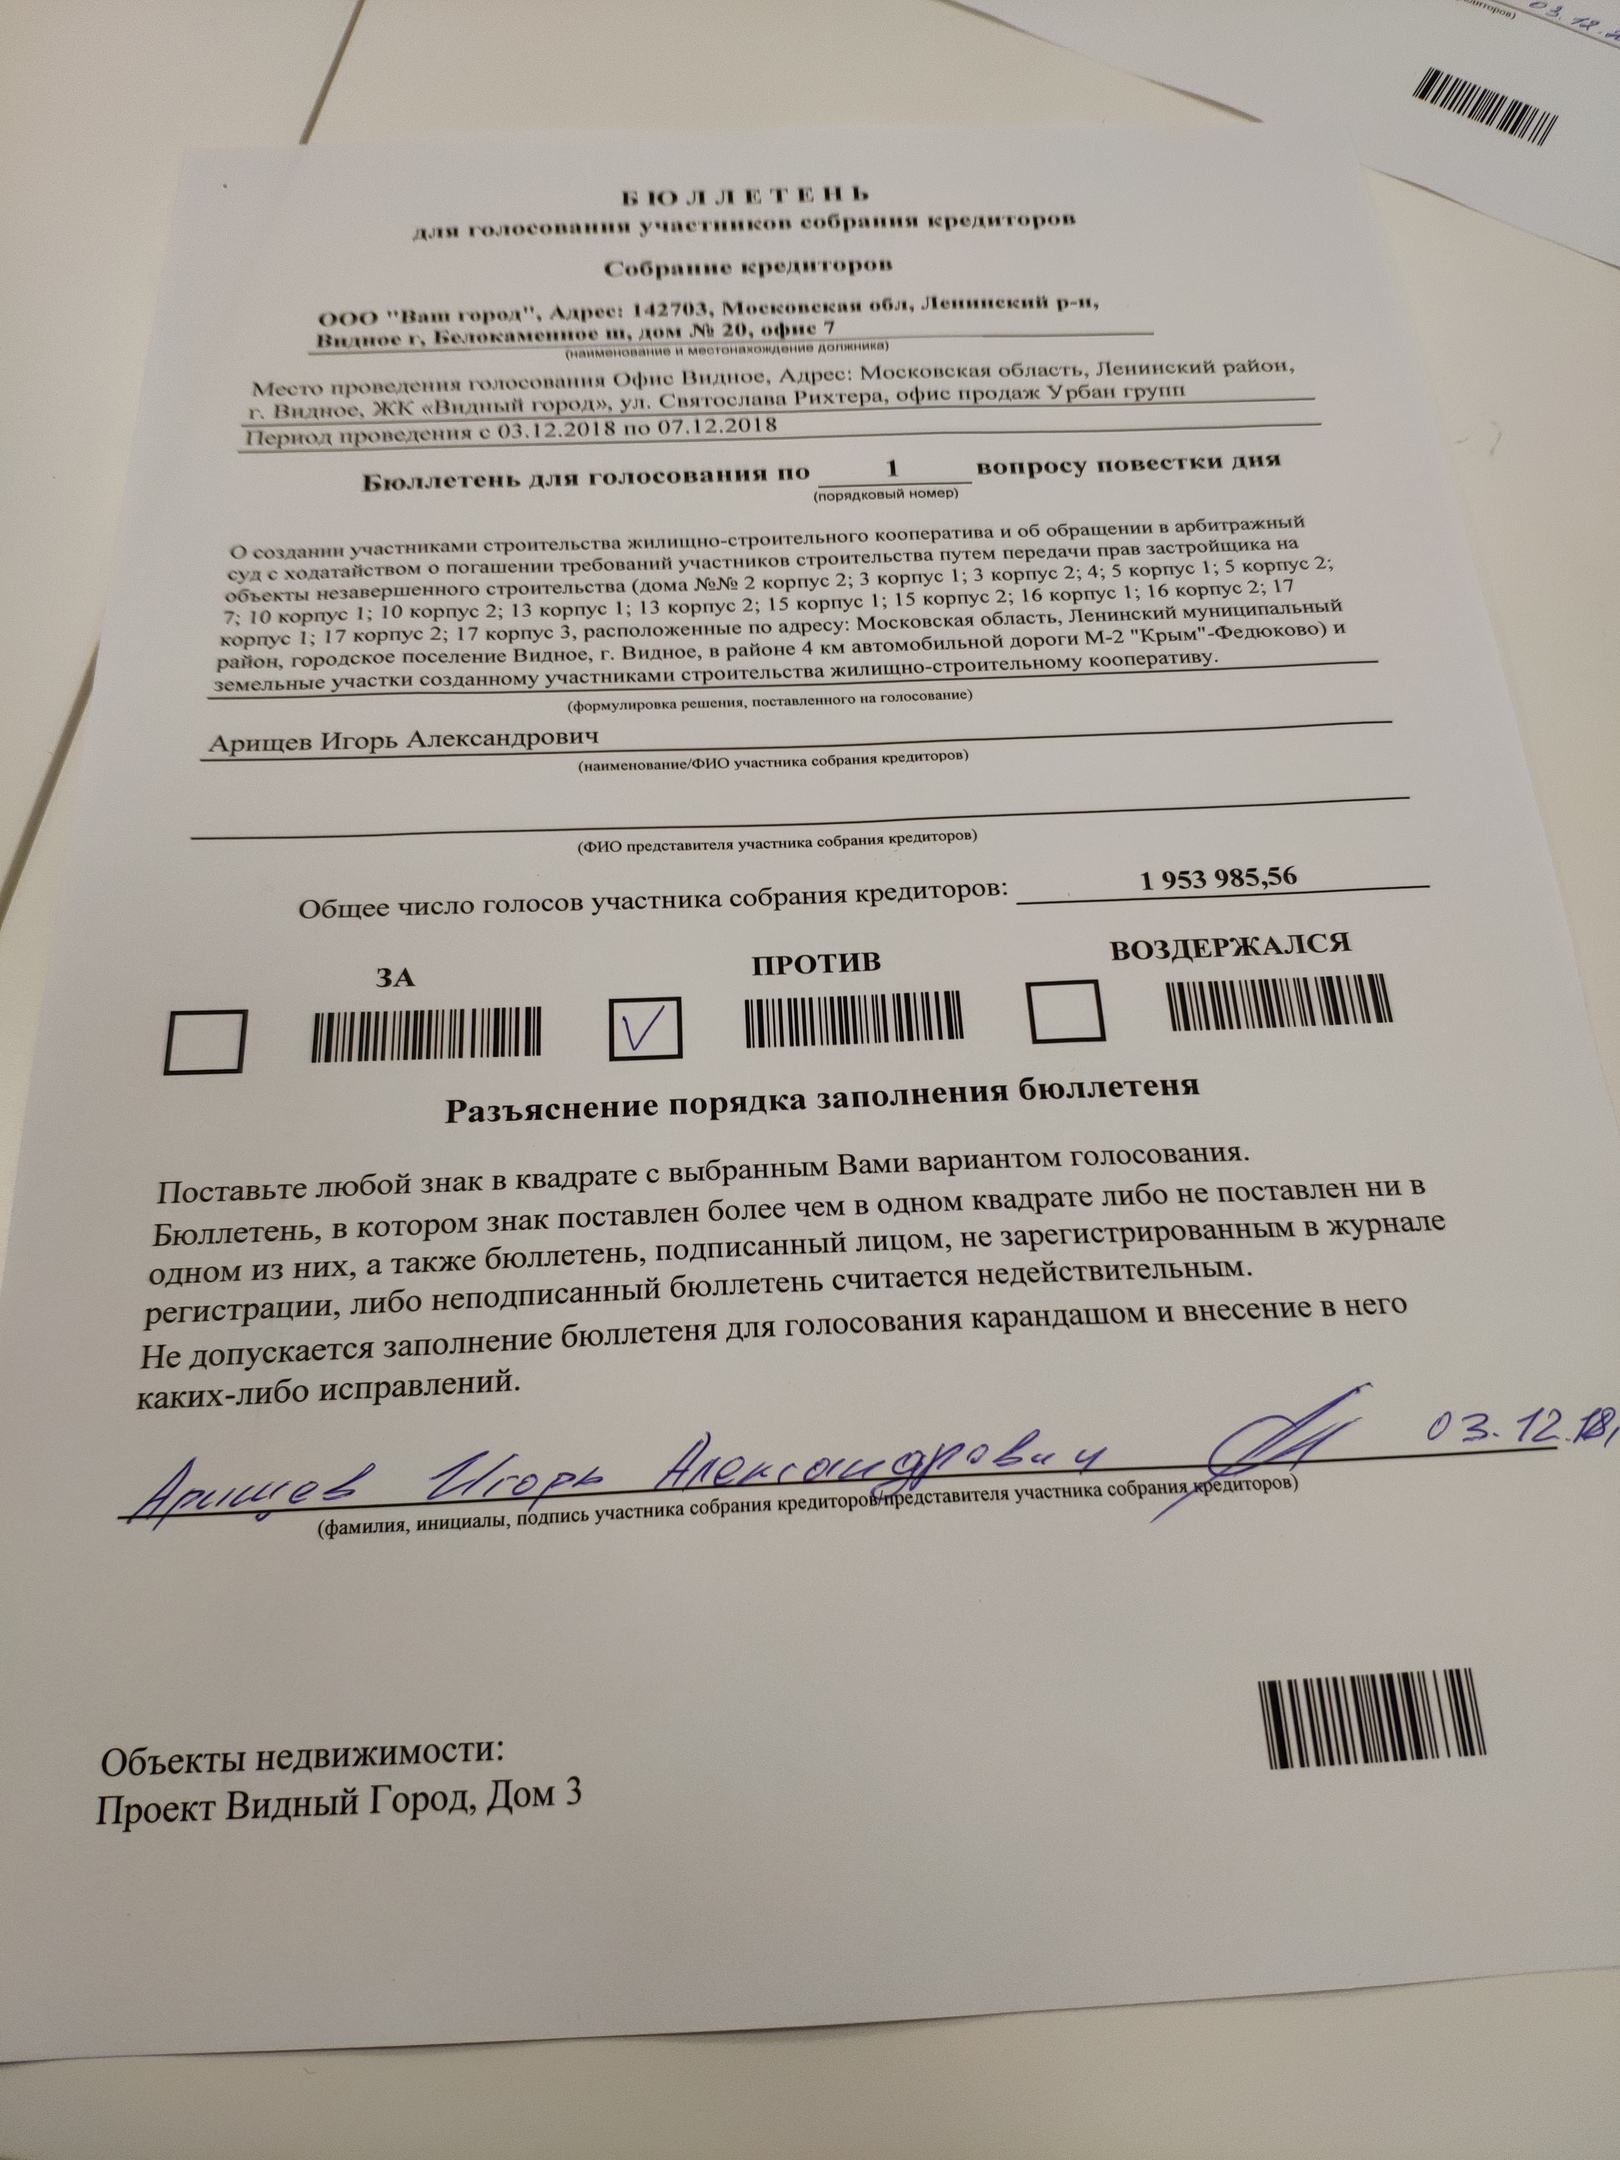 Б Ю Л Л Е Т Е Н Ь
для голосования участников собрания кредиторов
Собрание кредиторов
ООО "Ваш город", Адрес: 142703, Московская обл, Ленинский р-н,
Видное г, Белокаменное ш, дом № 20, офис 7
(наименование и местонахождение должника)
Место проведения голосования Офис Видное, Адрес: Московская область, Ленинский район,
г. Видное, ЖК «Видный город», ул. Святослава Рихтера, офис продаж Урбан групп
Период проведения с 03.12.2018 по 07.12.2018
Бюллетень для голосования по 1 вопросу повестки дня
(порядковый номер)
О создании участниками строительства жилищно-строительного кооператива и об обращении в арбитражный
суд с ходатайством о погашении требований участников строительства путем передачи прав застройщика на
объекты незавершенного строительства (дома №№ 2 корпус 2; 3 корпус 1; 3 корпус 2; 4; 5 корпус 1; 5 корпус 2;
7; 10 корпус 1; 10 корпус 2; 13 корпус 1; 13 корпус 2; 15 корпус 1; 15 корпус 2; 16 корпус 1; 16 корпус 2; 17
корпус 1; 17 корпус 2; 17 корпус 3, расположенные по адресу: Московская область, Ленинский муниципальный
район, городское поселение Видное, г. Видное, в районе 4 км автомобильной дороги М-2 "Крым"-Федюково) и
земельные участки созданному участниками строительства жилищно-строительному кооперативу.
(формулировка решения, поставленного на голосование)
Арищев Игорь Александрович
(наименование/ФИО участника собрания кредиторов)
(ФИО представителя участника собрания кредиторов)
Общее число голосов участника собрания кредиторов: 1 953 985,56
ЗА ПРОТИВ ВОЗДЕРЖАЛСЯ
Разъяснение порядка заполнения бюллетеня
Поставьте любой знак в квадрате с выбранным Вами вариантом голосования.
Бюллетень, в котором знак поставлен более чем в одном квадрате либо не поставлен ни в
одном из них, а также бюллетень, подписанный лицом, не зарегистрированным в журнале
регистрации, либо неподписанный бюллетень считается недействительным.
Не допускается заполнение бюллетеня для голосования карандашом и внесение в него
каких-либо исправлений.
Арищев Игорь Александрович 03.12.18
(фамилия, инициалы, подпись участника собрания кредиторов/представителя участника собрания кредиторов)
Объекты недвижимости:
Проект Видный Город, Дом 3